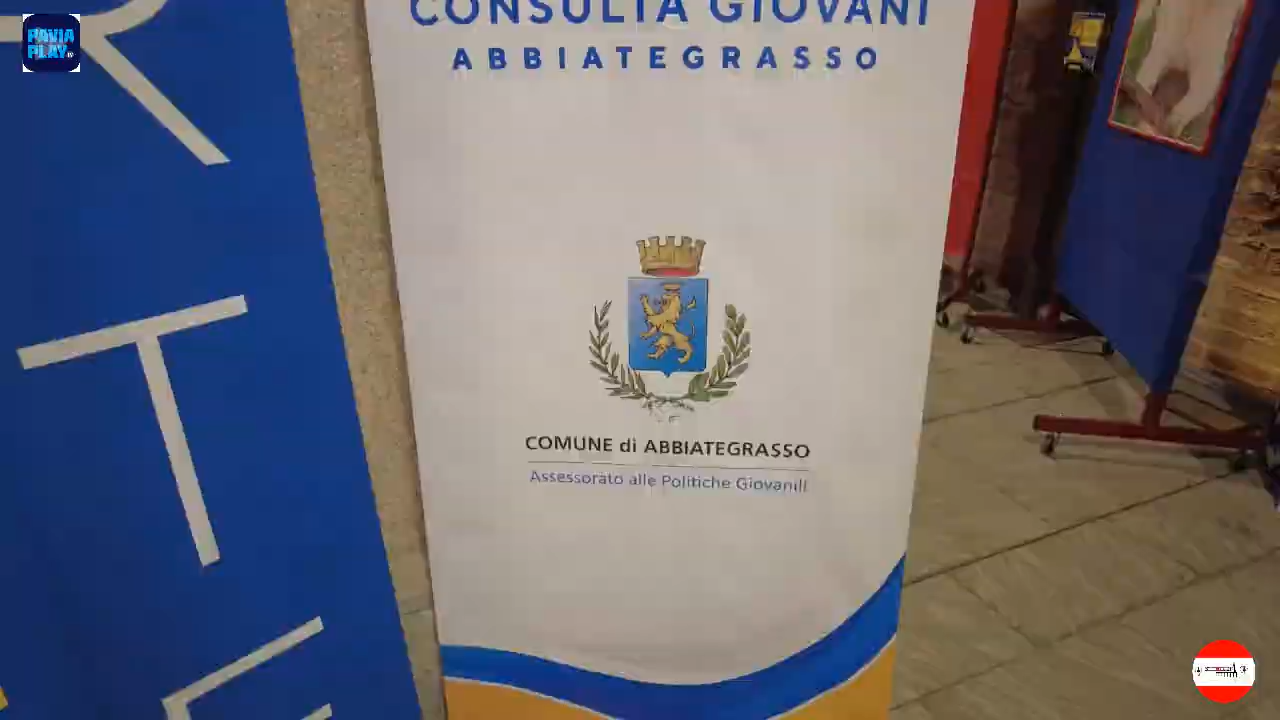 PAVIA
PLAY
R
T
E
CONSULTA GIOVANI
ABBIATEGRASSO
COMUNE di ABBIATEGRASSO
Assessorato alle Politiche Giovanili